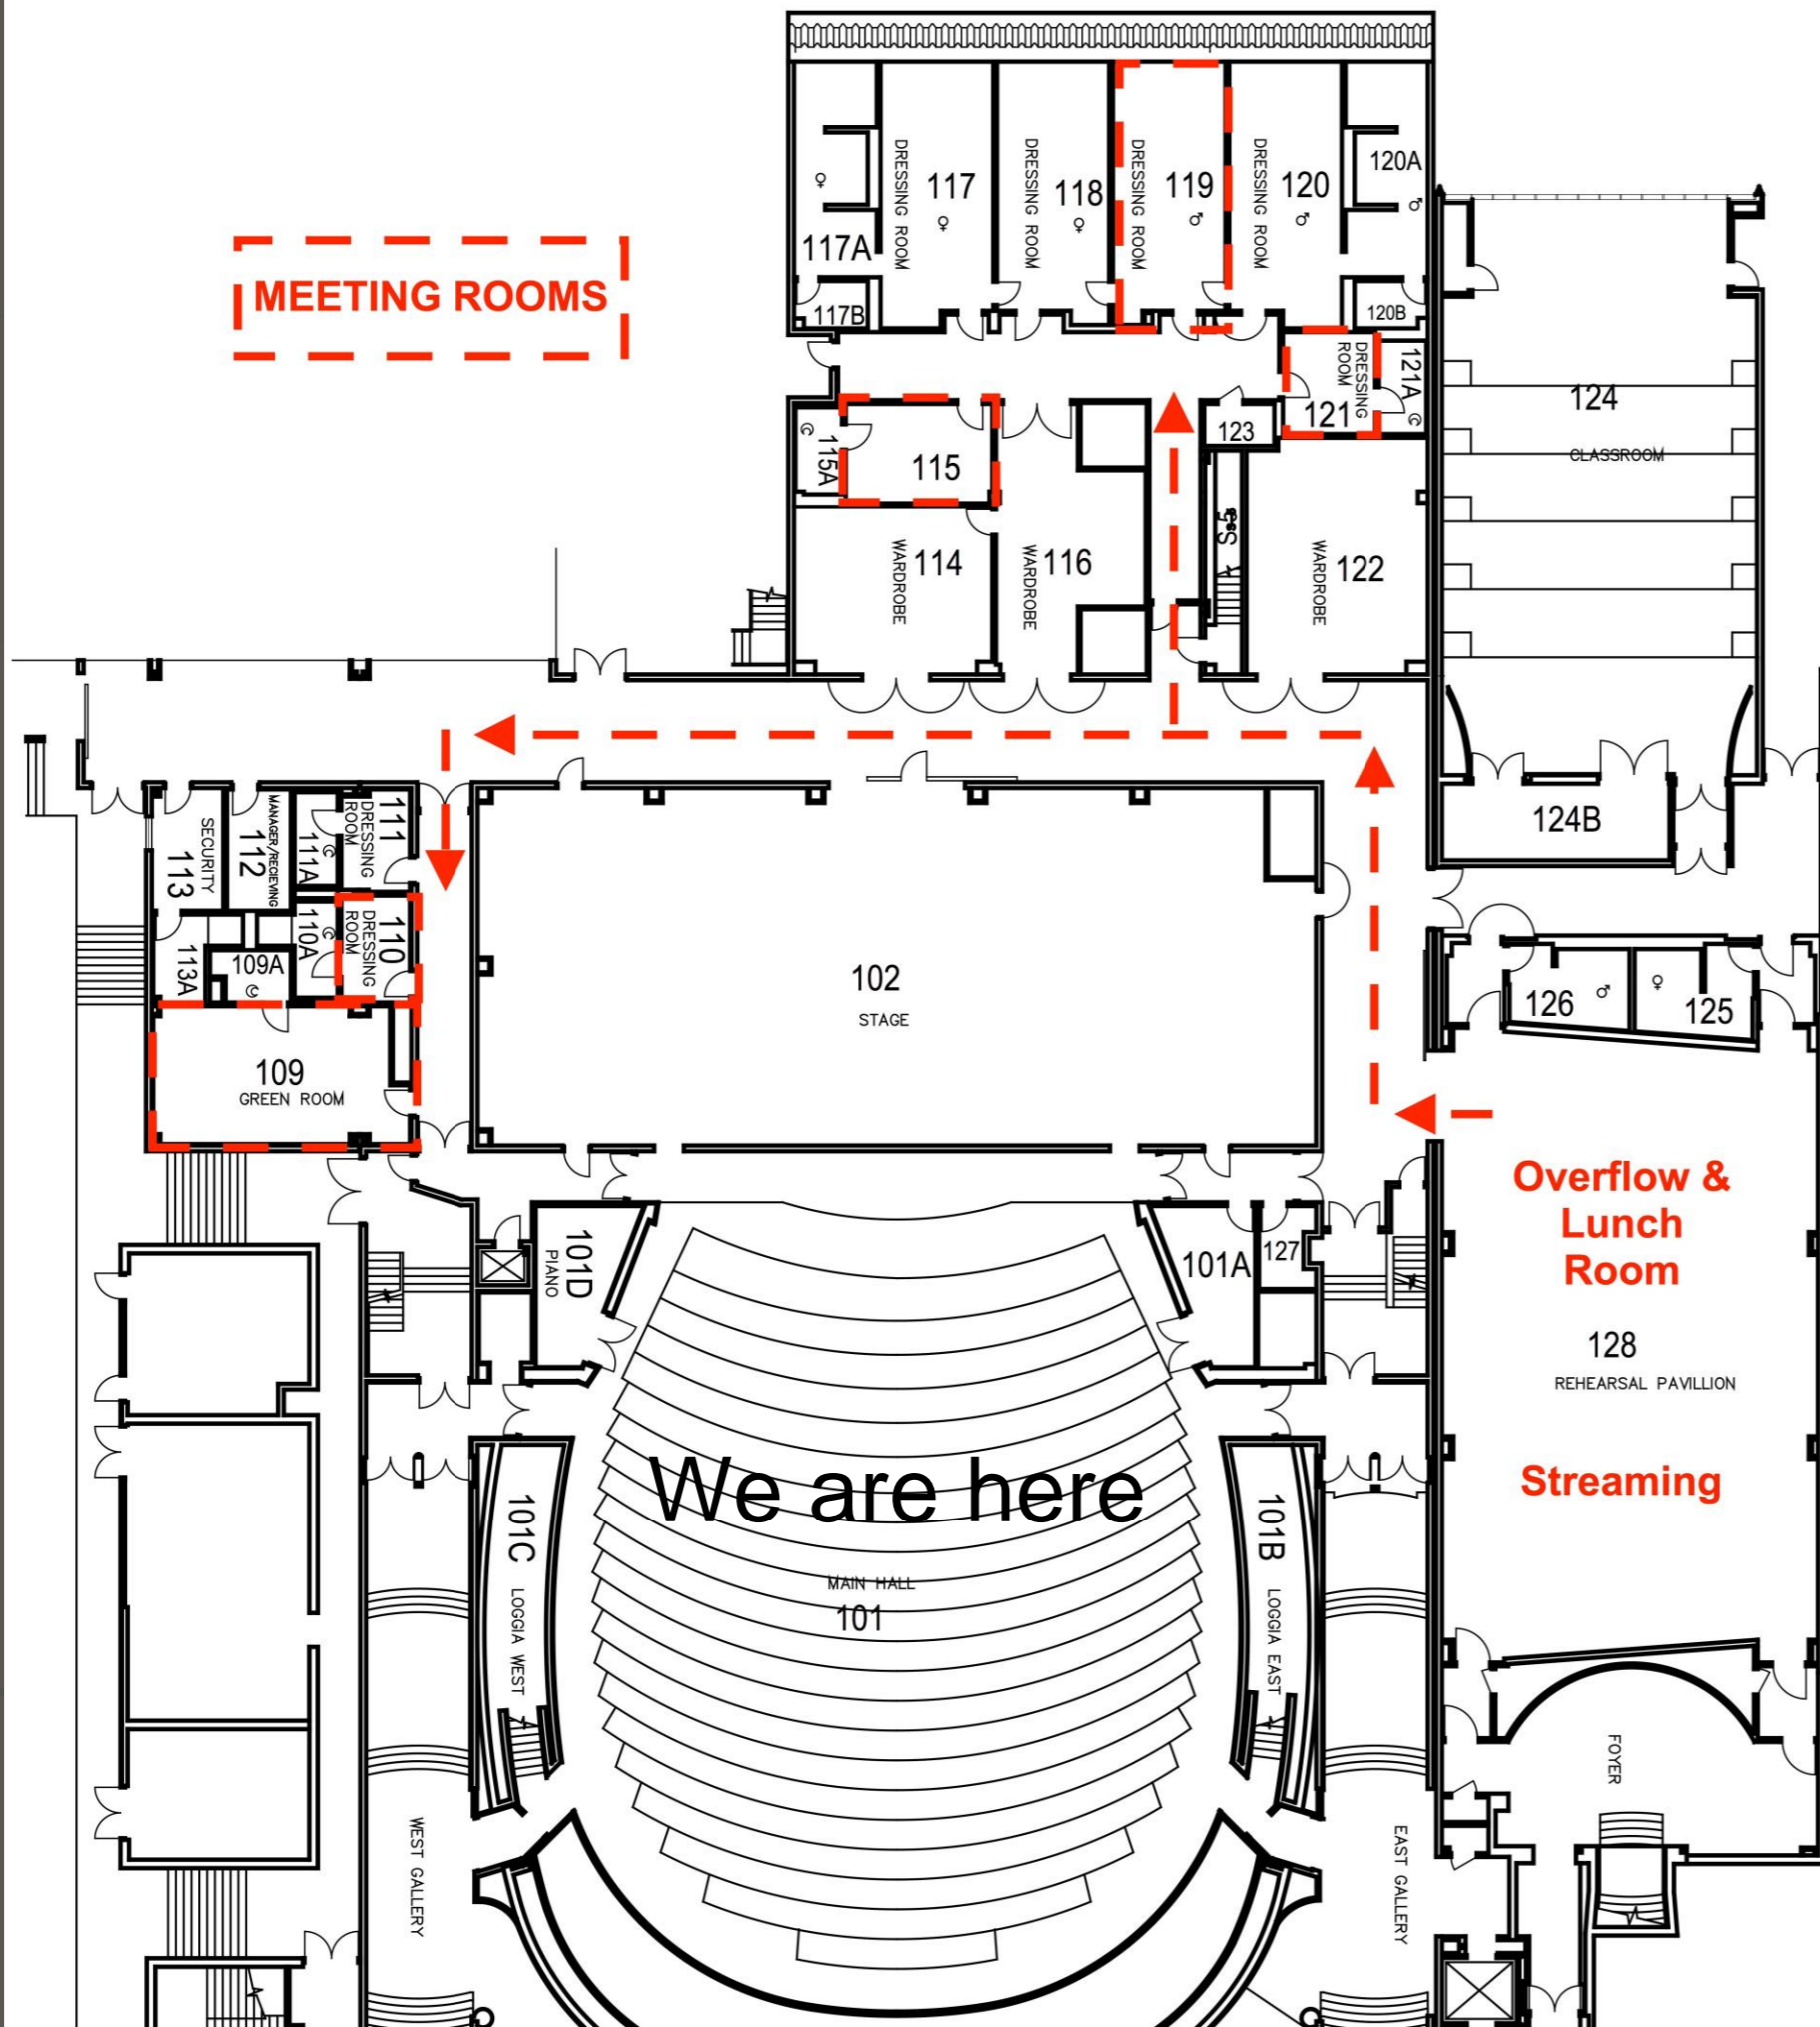 DRESSING ROOM
117
♀
DRESSING ROOM
118
♀
DRESSING ROOM
119
♂
DRESSING ROOM
120
♂
120A
♂
♀
117A
117B
120B
MEETING ROOMS
DRESSING
ROOM
121
121A
123
124
CLASSROOM
115A
115
WARDROBE
114
WARDROBE
116
WARDROBE
122
124B
SECURITY
113
MANAGER/RECIEVING
112
111A
DRESSING
ROOM
111
113A
109A
110A
DRESSING
ROOM
110
109
GREEN ROOM
102
STAGE
126
♂
♀
125
Overflow &
Lunch
Room
128
REHEARSAL PAVILLION
Streaming
101D
PIANO
101A
127
We are here
101C
LOGGIA WEST
MAIN HALL
101
101B
LOGGIA EAST
WEST GALLERY
EAST GALLERY
FOYER